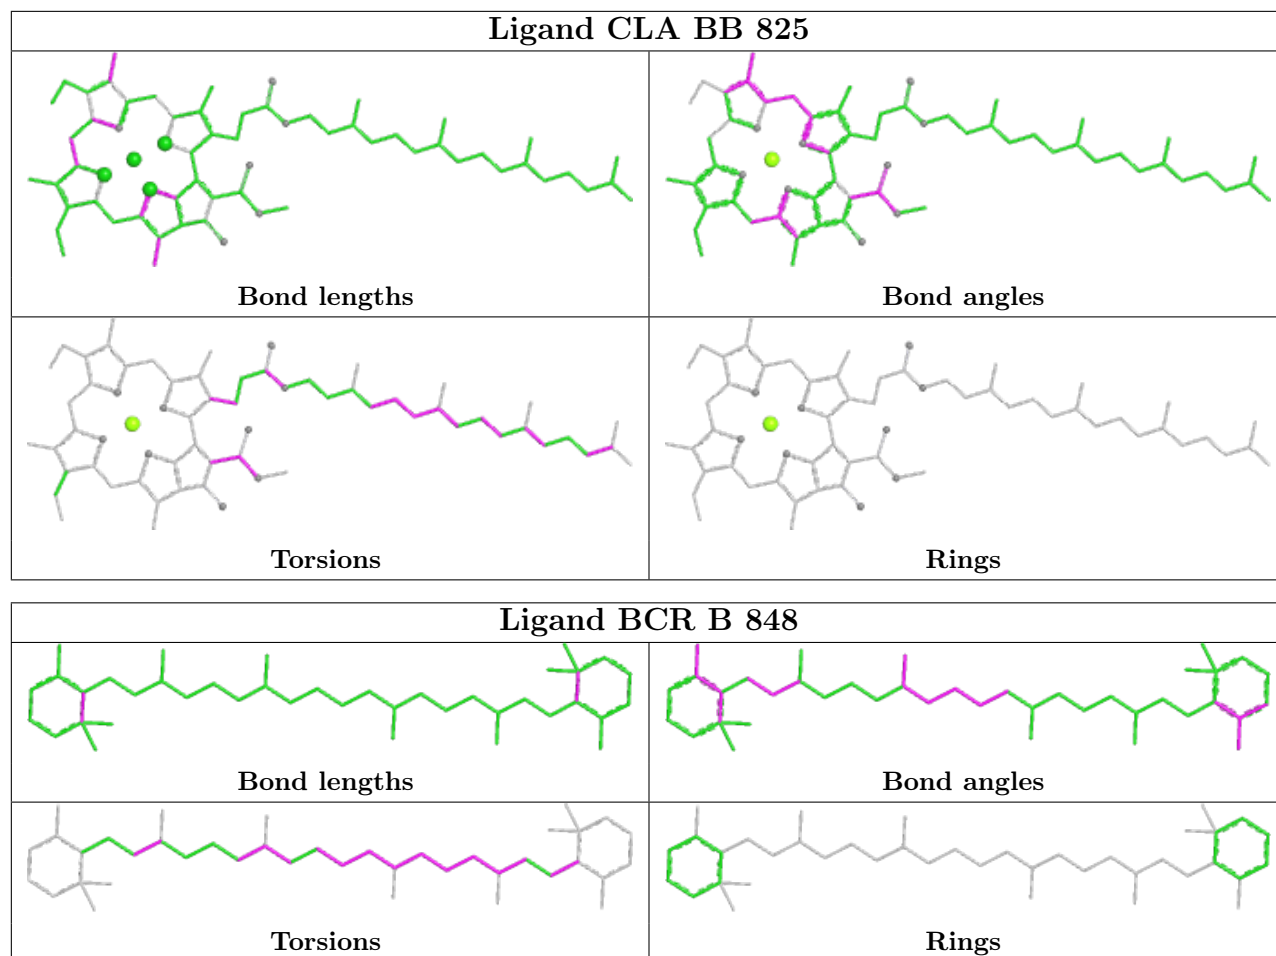 Ligand CLA BB 825
Bond lengths
Bond angles
Torsions
Rings
Ligand BCR B 848
Bond lengths
Bond angles
Torsions
Rings